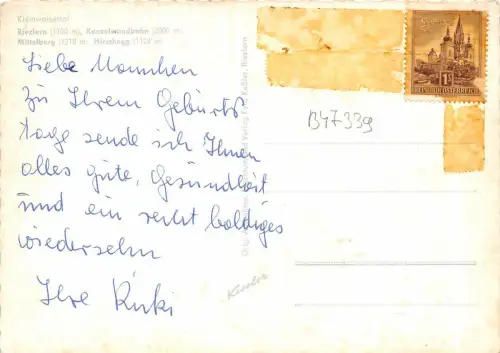 Kleinwalsertal
Riezlern (1100 m), Kanzelwandbahn (2000 m),
Mittelberg (1218 m), Hirschegg (1124 m)
Liebe
zu Ihrem Geburts
tage sende ich Ihnen
alles gute, Gesundheit
und ein recht baldiges
wiedersehn
Ihre Kiki
B47339
REPUBLIK ÖSTERREICH
Kessler